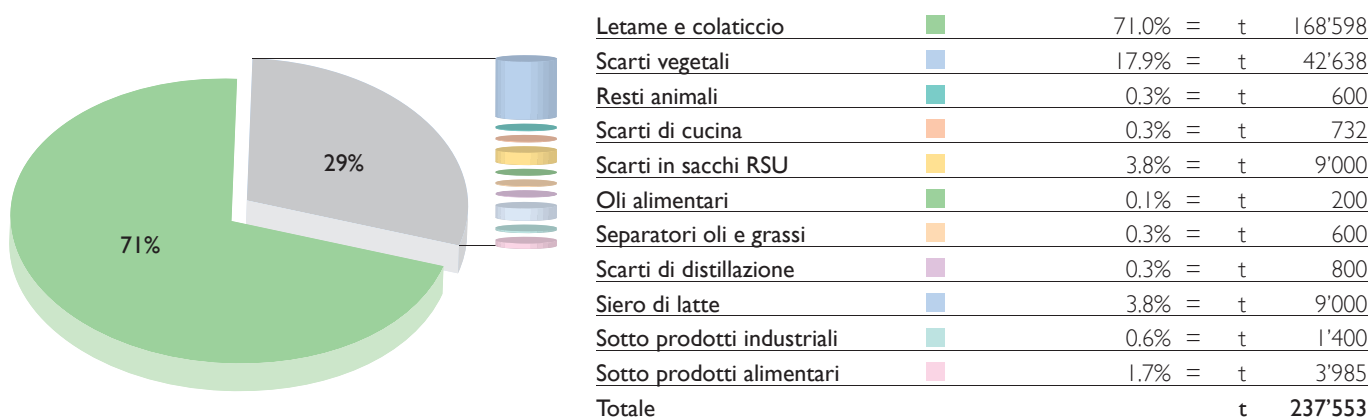 29%
71%
Letame e colaticcio 71.0% = t 168'598
Scarti vegetali 17.9% = t 42'638
Resti animali 0.3% = t 600
Scarti di cucina 0.3% = t 732
Scarti in sacchi RSU 3.8% = t 9'000
Oli alimentari 0.1% = t 200
Separatori oli e grassi 0.3% = t 600
Scarti di distillazione 0.3% = t 800
Siero di latte 3.8% = t 9'000
Sotto prodotti industriali 0.6% = t 1'400
Sotto prodotti alimentari 1.7% = t 3'985
Totale t 237'553